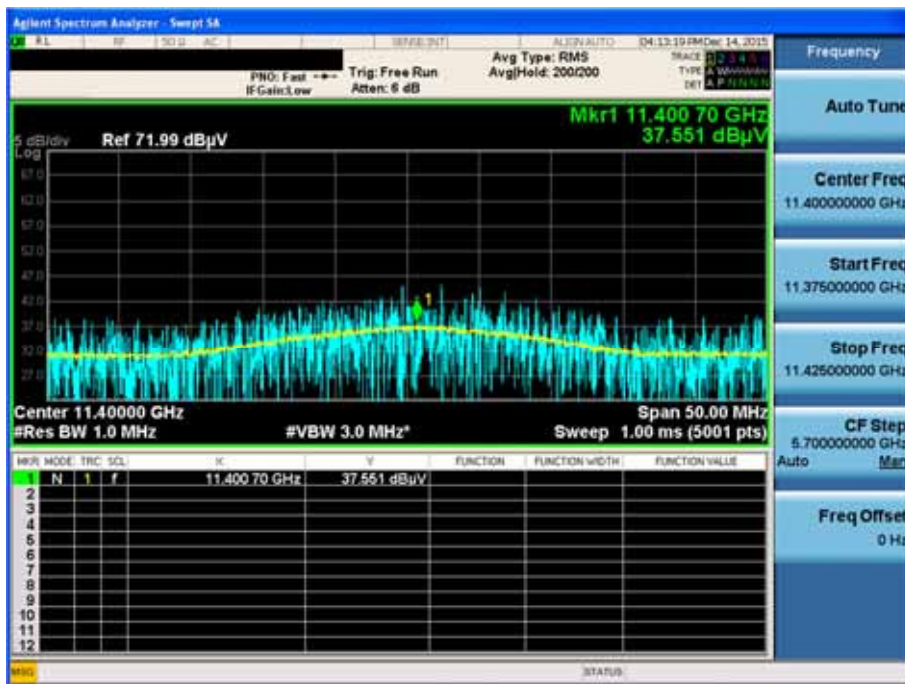 Agilent Spectrum Analyzer - Swept SA
RL RF 50 Ω AC SENSE:INT ALIGN AUTO 04:13:19 PM Dec 14, 2015
PNO: Fast Trig: Free Run Avg Type: RMS TRACE 1 2 3 4 5 6
IFGain:Low Atten: 6 dB Avg|Hold: 200/200 TYPE A W
DET A P N N N N
Mkr1 11.400 70 GHz
37.551 dBµV
5 dB/div Ref 71.99 dBµV
Log
67.0
62.0
57.0
52.0
47.0
42.0
37.0
32.0
27.0
1
Center 11.40000 GHz Span 50.00 MHz
#Res BW 1.0 MHz #VBW 3.0 MHz* Sweep 1.00 ms (5001 pts)
MKR MODE TRC SCL X Y FUNCTION FUNCTION WIDTH FUNCTION VALUE
1 N 1 f 11.400 70 GHz 37.551 dBµV
2
3
4
5
6
7
8
9
10
11
12
MSG STATUS
Frequency
Auto Tune
Center Freq
11.400000000 GHz
Start Freq
11.375000000 GHz
Stop Freq
11.425000000 GHz
CF Step
5.700000000 GHz
Auto Man
Freq Offset
0 Hz